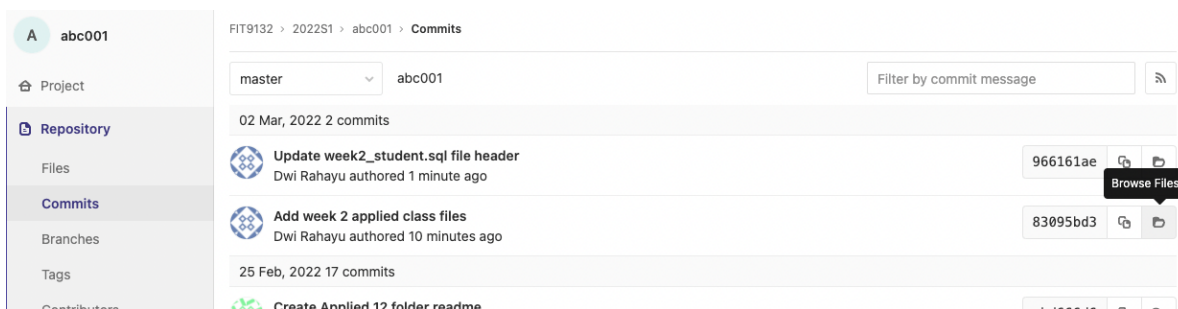 A abc001
FIT9132 > 2022S1 > abc001 > Commits
Project
Repository
Files
Commits
Branches
Tags
Contributors
master
abc001
Filter by commit message
02 Mar, 2022 2 commits
Update week2_student.sql file header
Dwi Rahayu authored 1 minute ago
966161ae
Browse Files
Add week 2 applied class files
Dwi Rahayu authored 10 minutes ago
83095bd3
25 Feb, 2022 17 commits
Create Applied 12 folder readme